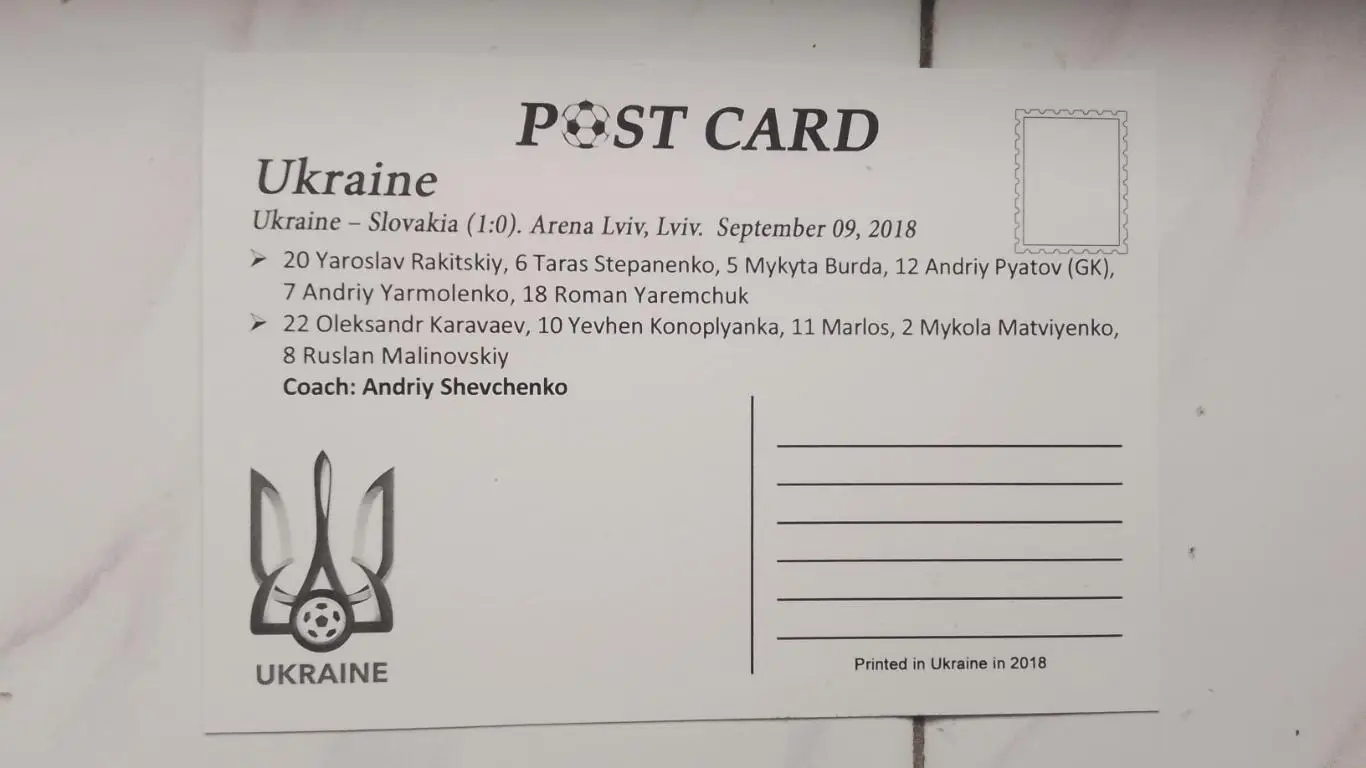 POST CARD
Ukraine
Ukraine – Slovakia (1:0). Arena Lviv, Lviv. September 09, 2018
➢ 20 Yaroslav Rakitskiy, 6 Taras Stepanenko, 5 Mykyta Burda, 12 Andriy Pyatov (GK),
7 Andriy Yarmolenko, 18 Roman Yaremchuk
➢ 22 Oleksandr Karavaev, 10 Yevhen Konoplyanka, 11 Marlos, 2 Mykola Matviyenko,
8 Ruslan Malinovskiy
Coach: Andriy Shevchenko
UKRAINE
Printed in Ukraine in 2018